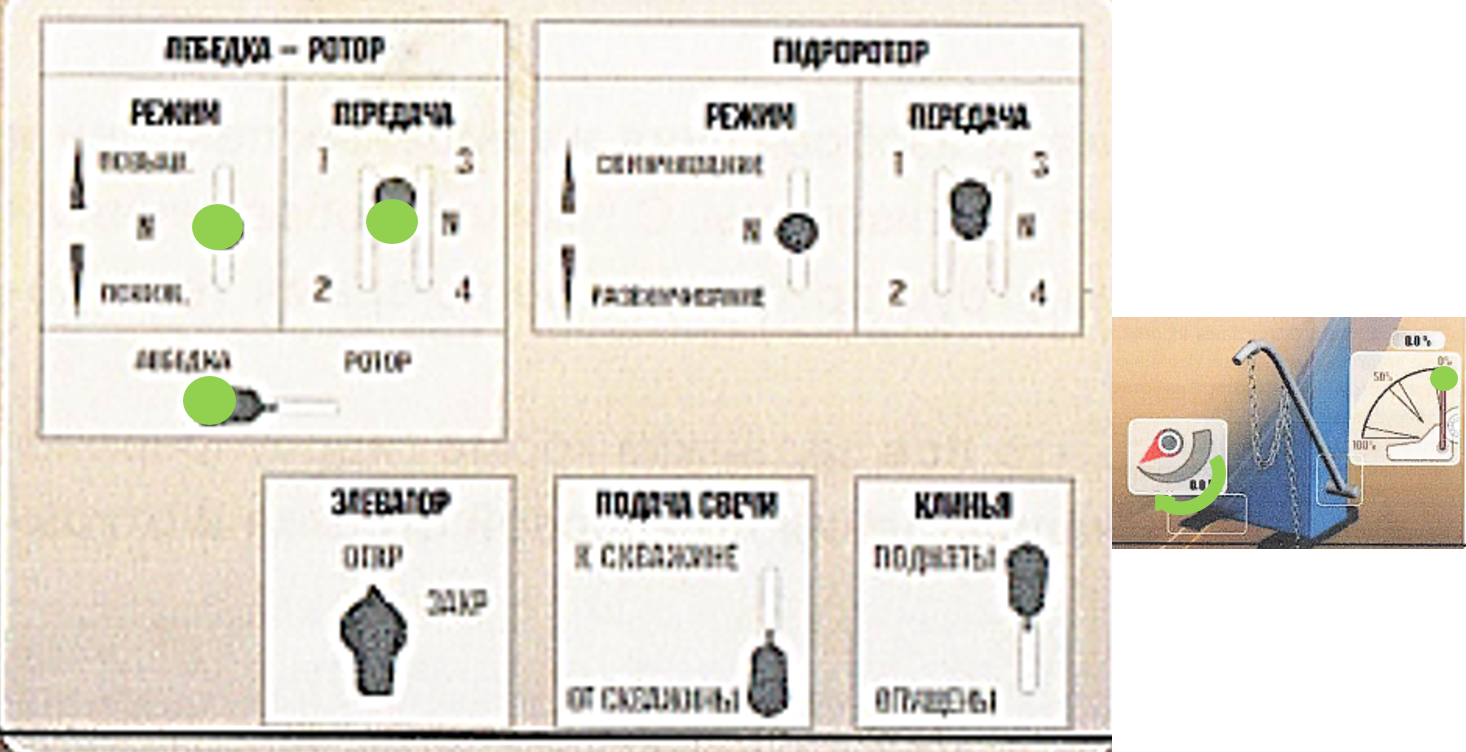 ЛЕБЕДКА – РОТОР
РЕЖИМ
ПЕРЕДАЧА
ПОВЫШ.
N
ПОНИЖ.
1
3
N
2
4
ЛЕБЕДКА
РОТОР
ГИДРОРОТОР
РЕЖИМ
ПЕРЕДАЧА
СВИНЧИВАНИЕ
N
РАЗВИНЧИВАНИЕ
1
3
N
2
4
ЭЛЕВАТОР
ОТКР
ЗАКР
ПОДАЧА СВЕЧИ
К СКВАЖИНЕ
ОТ СКВАЖИНЫ
КЛИНЬЯ
ПОДНЯТЫ
ОПУЩЕНЫ
0.0 %
0%
50%
100%
0.0